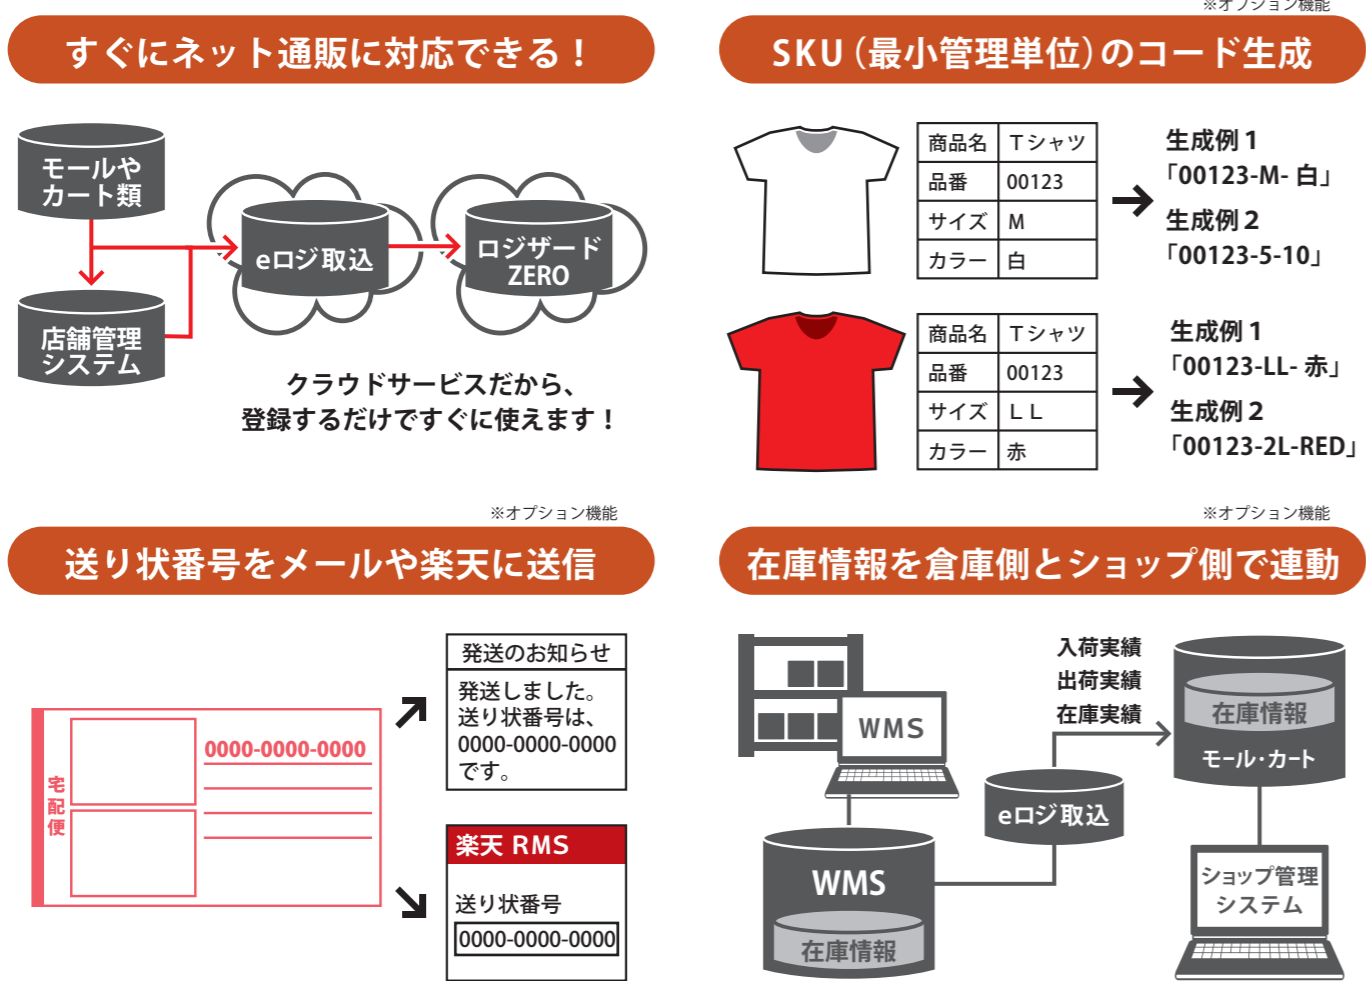 すぐにネット通販に対応できる！
モールや
カート類
店舗管理
システム
eロジ取込
ロジザード
ZERO
クラウドサービスだから、
登録するだけですぐに使えます！
※オプション機能
SKU（最小管理単位）のコード生成
商品名 Ｔシャツ
品番 00123
サイズ M
カラー 白
生成例 1
「00123-M- 白」
生成例 2
「00123-5-10」
商品名 Ｔシャツ
品番 00123
サイズ ＬＬ
カラー 赤
生成例 1
「00123-LL- 赤」
生成例 2
「00123-2L-RED」
※オプション機能
送り状番号をメールや楽天に送信
宅配便
0000-0000-0000
発送のお知らせ
発送しました。
送り状番号は、
0000-0000-0000
です。
楽天 RMS
送り状番号
0000-0000-0000
※オプション機能
在庫情報を倉庫側とショップ側で連動
WMS
WMS
在庫情報
eロジ取込
入荷実績
出荷実績
在庫実績
在庫情報
モール・カート
ショップ管理
システム